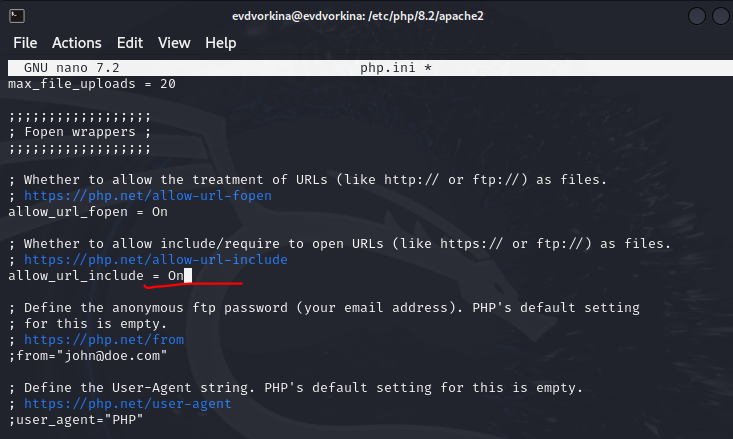 evdvorkina@evdvorkina: /etc/php/8.2/apache2
File Actions Edit View Help
GNU nano 7.2 php.ini *
max_file_uploads = 20
;;;;;;;;;;;;;;;;;;
; Fopen wrappers ;
;;;;;;;;;;;;;;;;;;
; Whether to allow the treatment of URLs (like http:// or ftp://) as files.
; https://php.net/allow-url-fopen
allow_url_fopen = On
; Whether to allow include/require to open URLs (like https:// or ftp://) as files.
; https://php.net/allow-url-include
allow_url_include = On
; Define the anonymous ftp password (your email address). PHP's default setting
; for this is empty.
; https://php.net/from
;from="john@doe.com"
; Define the User-Agent string. PHP's default setting for this is empty.
; https://php.net/user-agent
;user_agent="PHP"